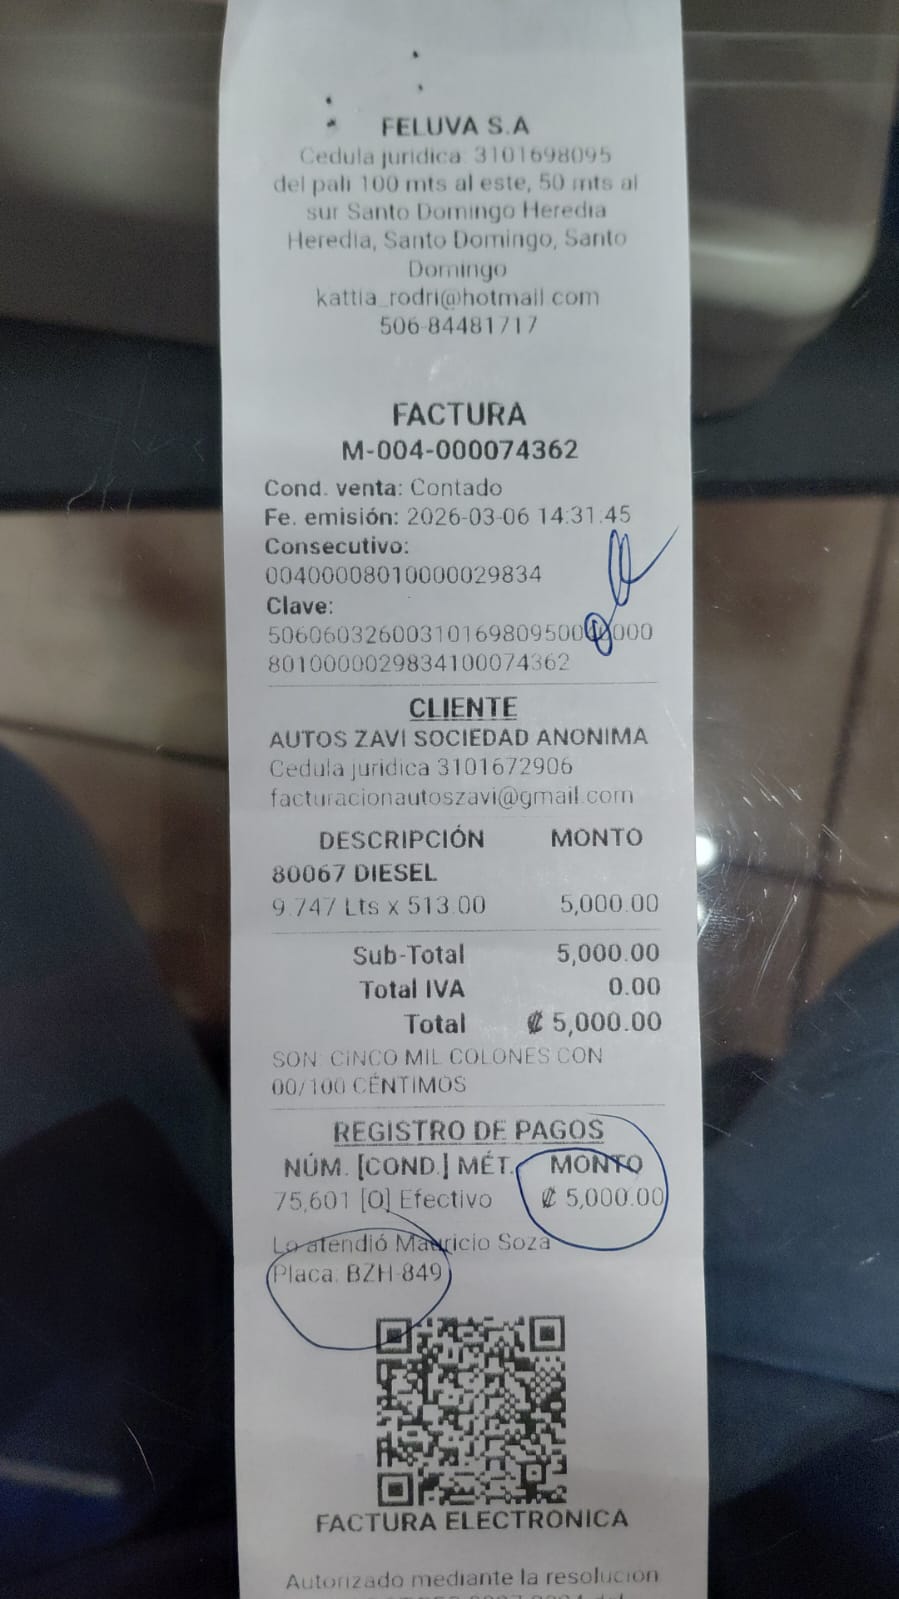 FELUVA S.A
Cedula juridica: 3101698095
del pali 100 mts al este, 50 mts al
sur Santo Domingo Heredia
Heredia, Santo Domingo, Santo
Domingo
kattia_rodri@hotmail.com
506-84481717
FACTURA
M-004-000074362
Cond. venta: Contado
Fe. emisión: 2026-03-06 14:31:45
Consecutivo:
00400008010000029834
Clave:
506060326003101698095004000
8010000029834100074362
CLIENTE
AUTOS ZAVI SOCIEDAD ANONIMA
Cedula juridica 3101672906
facturacionautoszavi@gmail.com
DESCRIPCIÓN MONTO
80067 DIESEL
9.747 Lts x 513.00 5,000.00
Sub-Total 5,000.00
Total IVA 0.00
Total ₡ 5,000.00
SON: CINCO MIL COLONES CON
00/100 CÉNTIMOS
REGISTRO DE PAGOS
NÚM. [COND.] MÉT. MONTO
75,601 [O] Efectivo ₡ 5,000.00
Lo atendió Mauricio Soza
Placa: BZH-849
FACTURA ELECTRONICA
Autorizado mediante la resolución